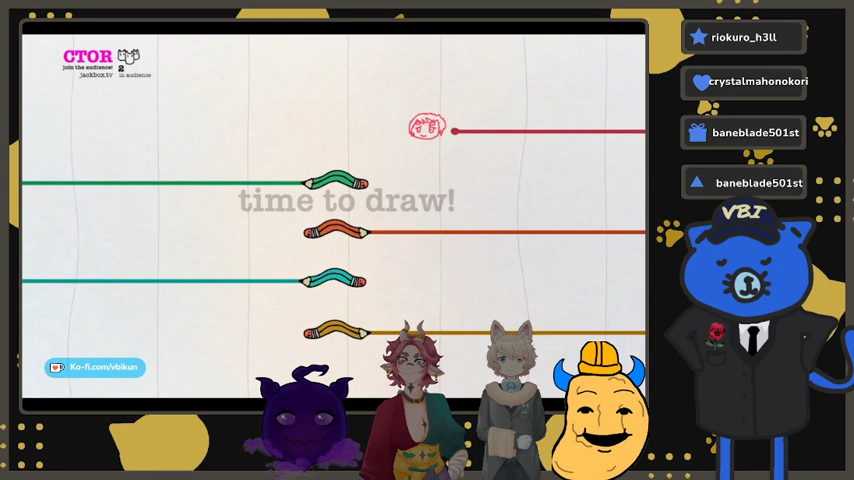 CTOR
join the audience!
jackbox.tv
2
in audience
time to draw!
Ko-fi.com/vbikun
riokuro_h3ll
crystalmahonokori
baneblade501st
baneblade501st
VBI